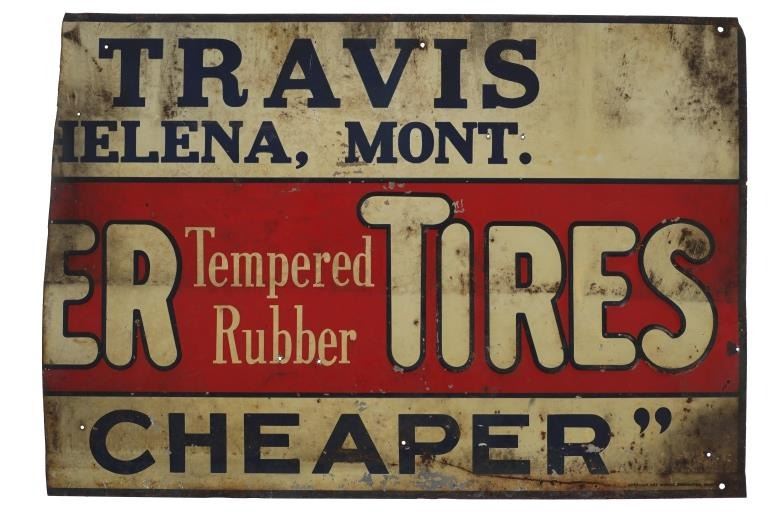 TRAVIS
HELENA, MONT.
ER Tempered Rubber TIRES
CHEAPER"